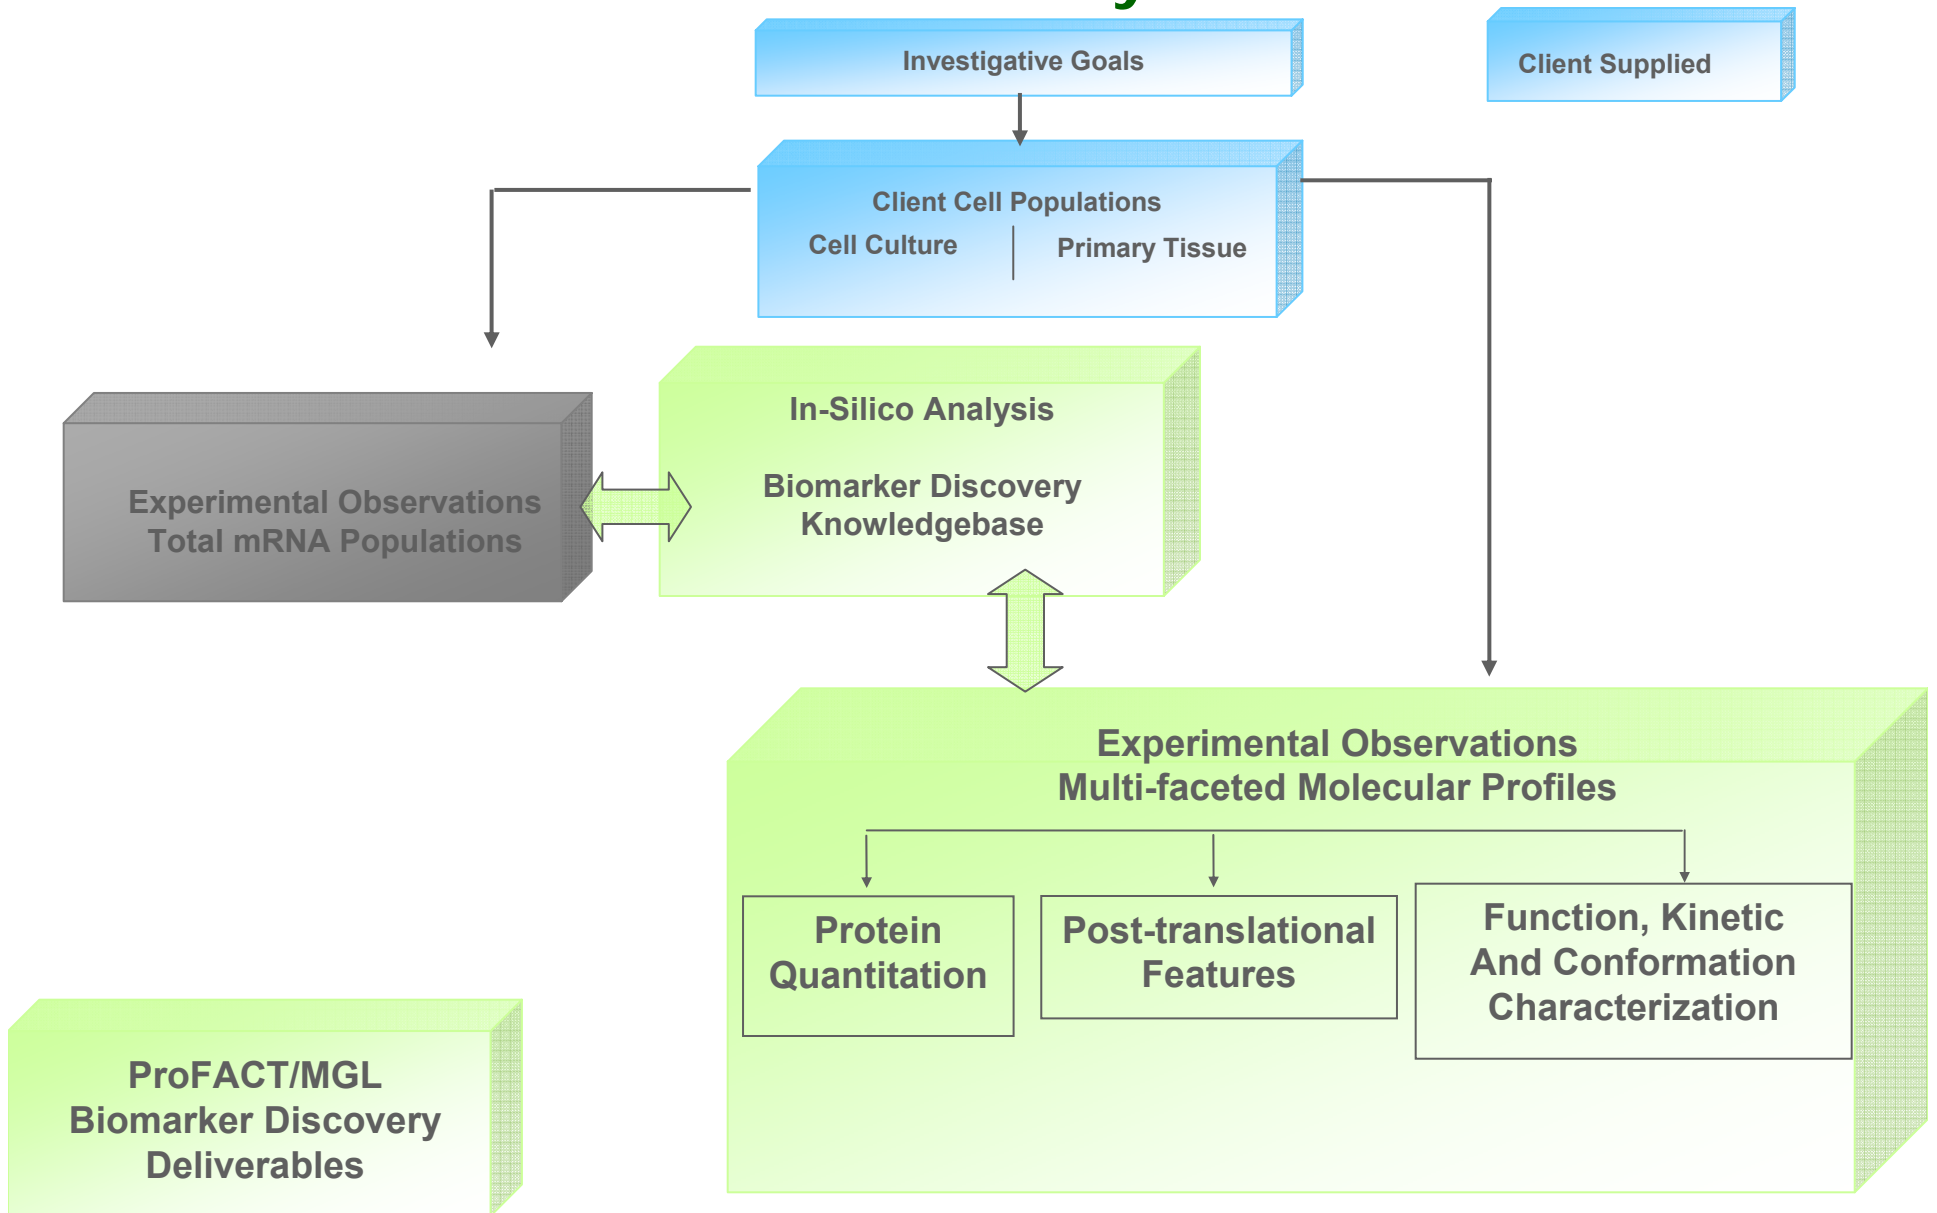 Investigative Goals
Client Supplied
Client Cell Populations
Cell Culture
Primary Tissue
In-Silico Analysis
Biomarker Discovery
Knowledgebase
Experimental Observations
Total mRNA Populations
Experimental Observations
Multi-faceted Molecular Profiles
Protein
Quantitation
Post-translational
Features
Function, Kinetic
And Conformation
Characterization
ProFACT/MGL
Biomarker Discovery
Deliverables